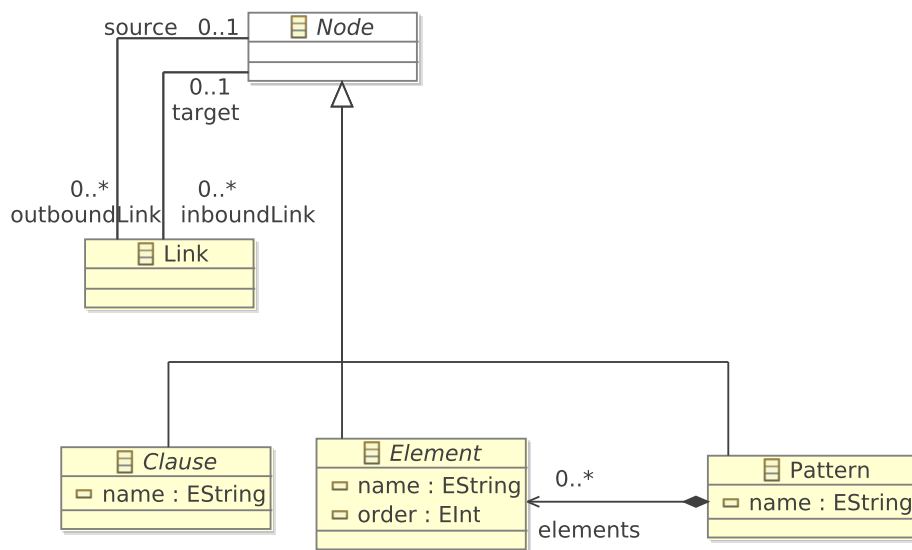 source 0..1
Node
0..1
target
0..* 0..*
outboundLink inboundLink
Link
Clause
name : EString
Element
name : EString
order : EInt
0..*
elements
Pattern
name : EString